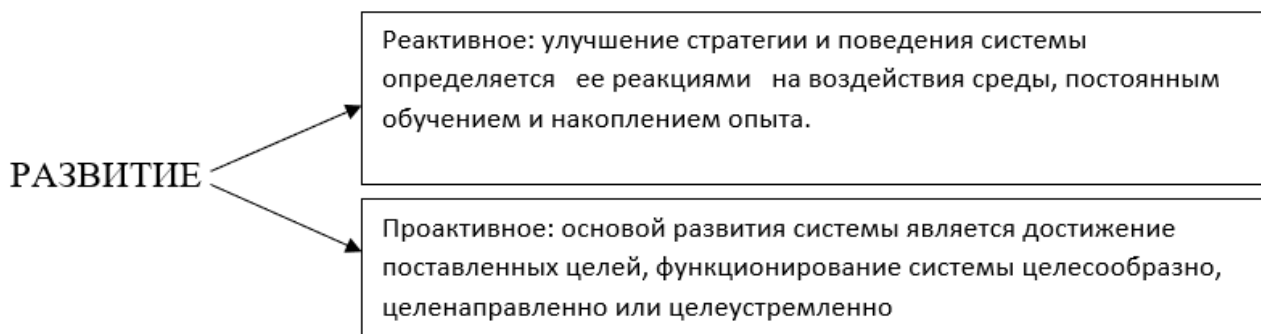 Реактивное: улучшение стратегии и поведения системы
определяется ее реакциями на воздействия среды, постоянным
обучением и накоплением опыта.
РАЗВИТИЕ
Проактивное: основой развития системы является достижение
поставленных целей, функционирование системы целесообразно,
целенаправленно или целеустремленно